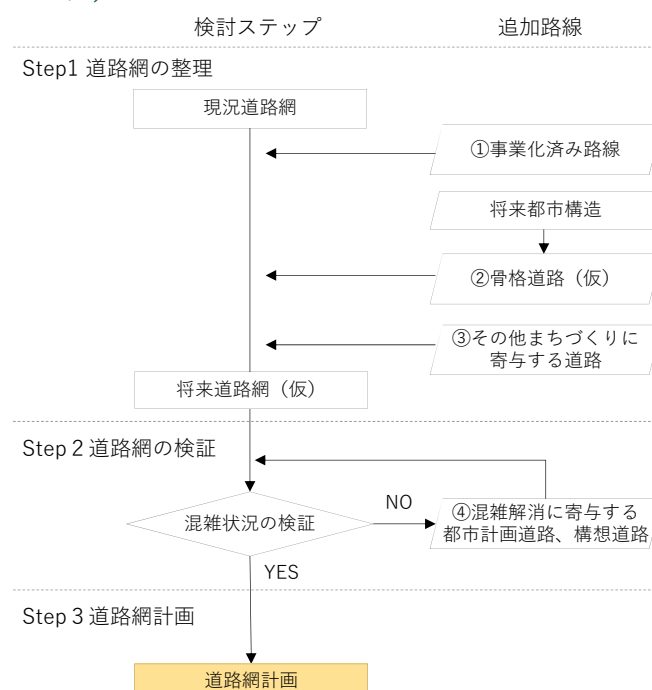 検討ステップ 追加路線
Step1 道路網の整理
現況道路網
①事業化済み路線
将来都市構造
②骨格道路（仮）
③その他まちづくりに
寄与する道路
将来道路網（仮）
Step 2 道路網の検証
混雑状況の検証
NO
④混雑解消に寄与する
都市計画道路、構想道路
YES
Step 3 道路網計画
道路網計画